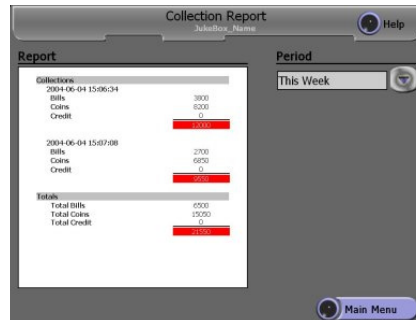 Collection Report
JukeBox_Name
Help
Report
Period
This Week
Collections
2004-06-04 15:06:34
Bills 3800
Coins 8200
Credit 0
12000
2004-06-04 15:07:08
Bills 2700
Coins 6850
Credit 0
9550
Totals
Total Bills 6500
Total Coins 15050
Total Credit 0
21550
Main Menu